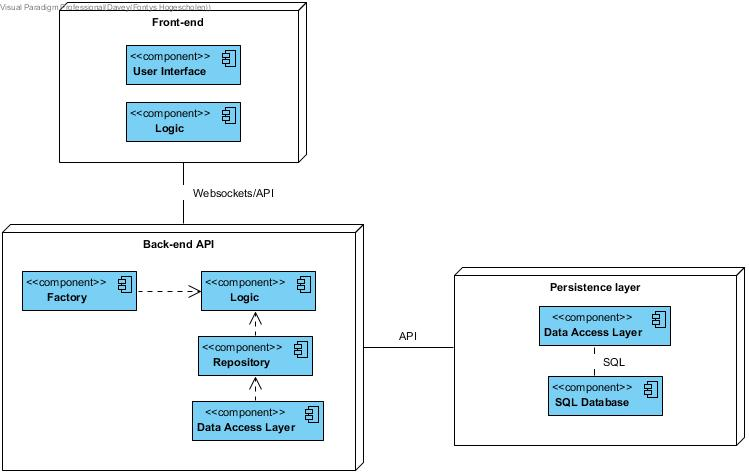 Visual Paradigm Professional(Davey(Fontys Hogescholen))
Front-end
<<component>>
User Interface
<<component>>
Logic
Websockets/API
Back-end API
<<component>>
Factory
<<component>>
Logic
<<component>>
Repository
<<component>>
Data Access Layer
API
Persistence layer
<<component>>
Data Access Layer
SQL
<<component>>
SQL Database